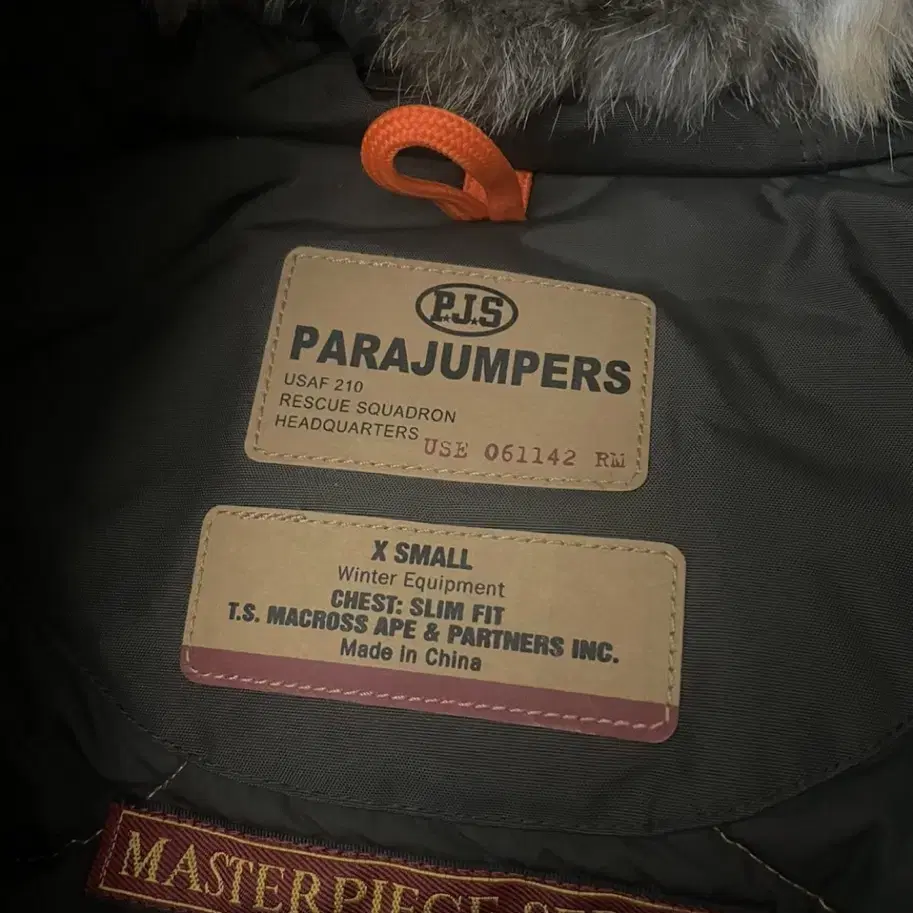 P.J.S
PARAJUMPERS
USAF 210
RESCUE SQUADRON
HEADQUARTERS
USE 061142 RM
X SMALL
Winter Equipment
CHEST: SLIM FIT
T.S. MACROSS APE & PARTNERS INC.
Made in China
MASTERPIECE